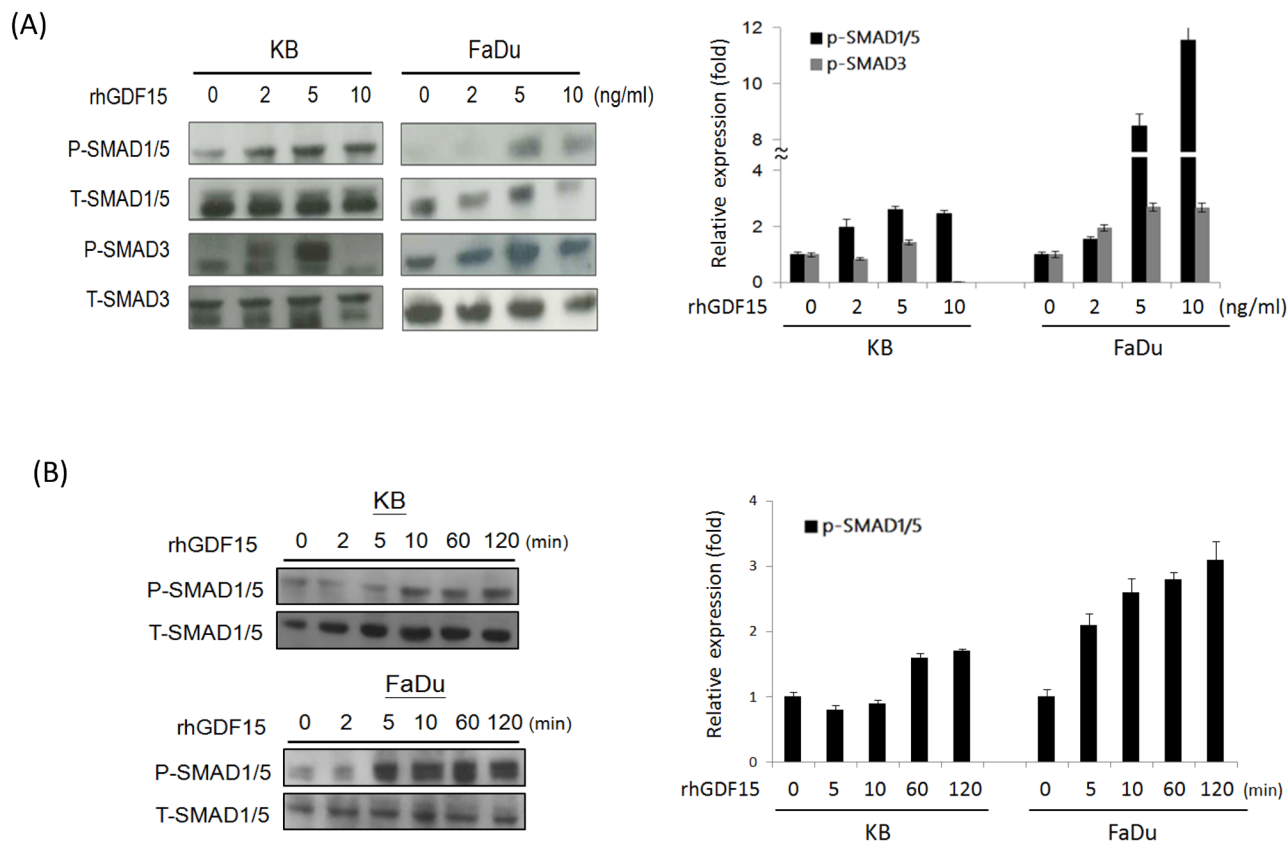 (A)
KB FaDu
rhGDF15 0 2 5 10 0 2 5 10 (ng/ml)
P-SMAD1/5
T-SMAD1/5
P-SMAD3
T-SMAD3
12
10
8
4
2
0
Relative expression (fold)
p-SMAD1/5
p-SMAD3
rhGDF15 0 2 5 10 0 2 5 10 (ng/ml)
KB FaDu
(B)
KB
rhGDF15 0 2 5 10 60 120 (min)
P-SMAD1/5
T-SMAD1/5
FaDu
rhGDF15 0 2 5 10 60 120 (min)
P-SMAD1/5
T-SMAD1/5
4
3
2
1
0
Relative expression (fold)
p-SMAD1/5
rhGDF15 0 5 10 60 120 0 5 10 60 120 (min)
KB FaDu